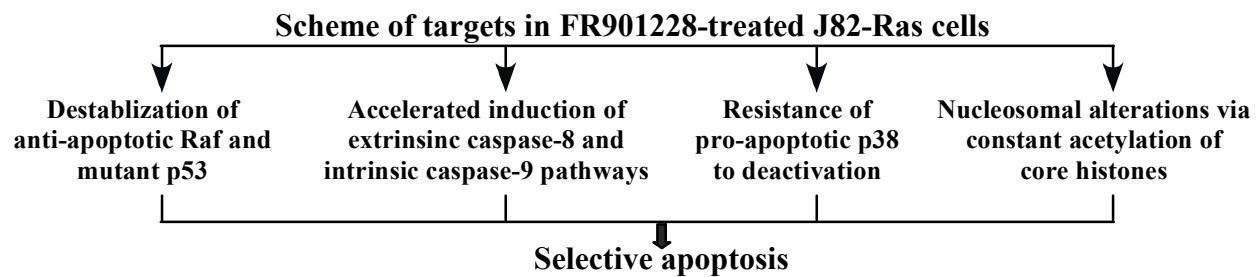 Scheme of targets in FR901228-treated J82-Ras cells
Destablization of
anti-apoptotic Raf and
mutant p53
Accelerated induction of
extrinsinc caspase-8 and
intrinsic caspase-9 pathways
Resistance of
pro-apoptotic p38
to deactivation
Nucleosomal alterations via
constant acetylation of
core histones
Selective apoptosis